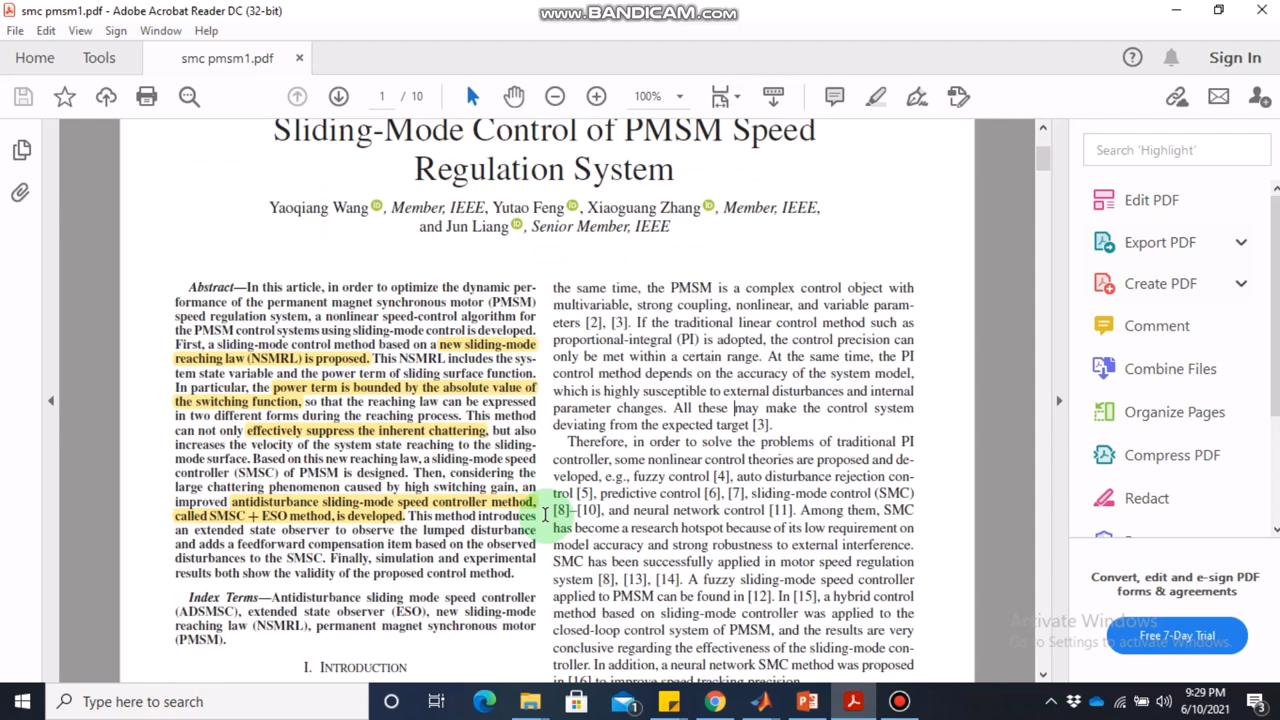 smc pmsm1.pdf - Adobe Acrobat Reader DC (32-bit)
www.BANDICAM.com
File Edit View Sign Window Help
Home Tools smc pmsm1.pdf × Sign In
1 / 10 100%
Sliding-Mode Control of PMSM Speed
Regulation System
Yaoqiang Wang, Member, IEEE, Yutao Feng, Xiaoguang Zhang, Member, IEEE,
and Jun Liang, Senior Member, IEEE
Abstract—In this article, in order to optimize the dynamic per-
formance of the permanent magnet synchronous motor (PMSM)
speed regulation system, a nonlinear speed-control algorithm for
the PMSM control systems using sliding-mode control is developed.
First, a sliding-mode control method based on a new sliding-mode
reaching law (NSMRL) is proposed. This NSMRL includes the sys-
tem state variable and the power term of sliding surface function.
In particular, the power term is bounded by the absolute value of
the switching function, so that the reaching law can be expressed
in two different forms during the reaching process. This method
can not only effectively suppress the inherent chattering, but also
increases the velocity of the system state reaching to the sliding-
mode surface. Based on this new reaching law, a sliding-mode speed
controller (SMSC) of PMSM is designed. Then, considering the
large chattering phenomenon caused by high switching gain, an
improved antidisturbance sliding-mode speed controller method,
called SMSC + ESO method, is developed. This method introduces
an extended state observer to observe the lumped disturbance
and adds a feedforward compensation item based on the observed
disturbances to the SMSC. Finally, simulation and experimental
results both show the validity of the proposed control method.
Index Terms—Antidisturbance sliding mode speed controller
(ADSMSC), extended state observer (ESO), new sliding-mode
reaching law (NSMRL), permanent magnet synchronous motor
(PMSM).
I. INTRODUCTION
the same time, the PMSM is a complex control object with
multivariable, strong coupling, nonlinear, and variable param-
eters [2], [3]. If the traditional linear control method such as
proportional-integral (PI) is adopted, the control precision can
only be met within a certain range. At the same time, the PI
control method depends on the accuracy of the system model,
which is highly susceptible to external disturbances and internal
parameter changes. All these may make the control system
deviating from the expected target [3].
Therefore, in order to solve the problems of traditional PI
controller, some nonlinear control theories are proposed and de-
veloped, e.g., fuzzy control [4], auto disturbance rejection con-
trol [5], predictive control [6], [7], sliding-mode control (SMC)
[8]–[10], and neural network control [11]. Among them, SMC
has become a research hotspot because of its low requirement on
model accuracy and strong robustness to external interference.
SMC has been successfully applied in motor speed regulation
system [8], [13], [14]. A fuzzy sliding-mode speed controller
applied to PMSM can be found in [12]. In [15], a hybrid control
method based on sliding-mode controller was applied to the
closed-loop control system of PMSM, and the results are very
conclusive regarding the effectiveness of the sliding-mode con-
troller. In addition, a neural network SMC method was proposed
in [16] to improve speed tracking precision.
Search 'Highlight'
Edit PDF
Export PDF
Create PDF
Comment
Combine Files
Organize Pages
Compress PDF
Redact
Convert, edit and e-sign PDF
forms & agreements
Activate Windows
Go to Settings to activate Windows.
Free 7-Day Trial
Type here to search
1
9:29 PM
6/10/2021
3